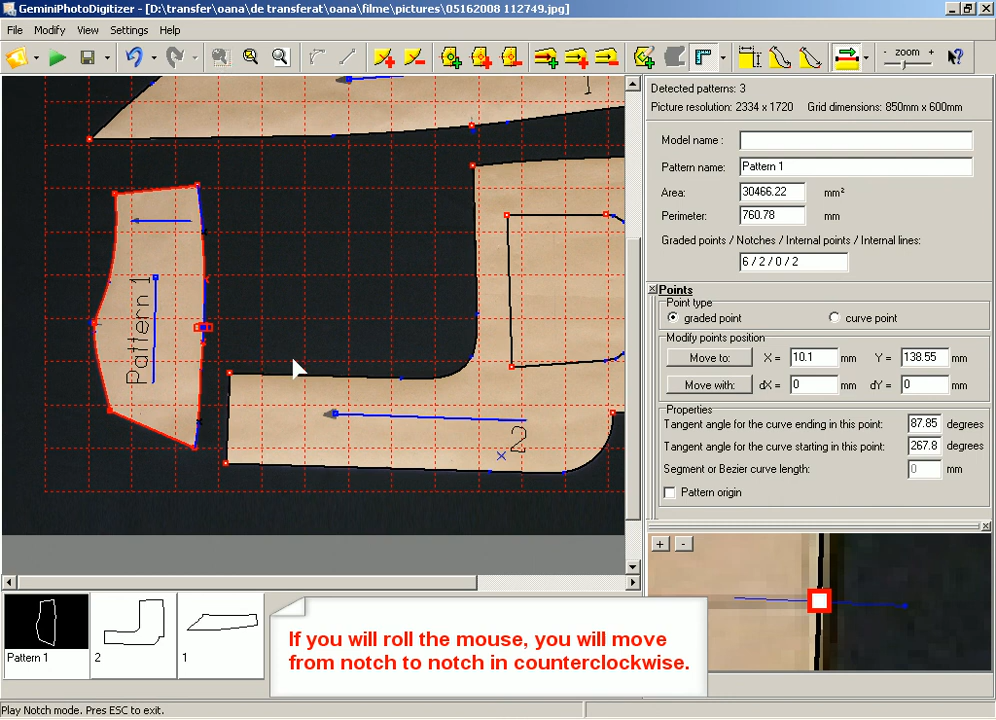 GeminiPhotoDigitizer - [D:\transfer\oana\de transferat\oana\filme\pictures\05162008 112749.jpg]
File Modify View Settings Help
- zoom +
Detected patterns: 3
Picture resolution: 2334 x 1720 Grid dimensions: 850mm x 600mm
Model name :
Pattern name: Pattern 1
Area: 30466.22 mm²
Perimeter: 760.78 mm
Graded points / Notches / Internal points / Internal lines:
6 / 2 / 0 / 2
Points
Point type
graded point curve point
Modify points position
Move to: X = 10.1 mm Y = 138.55 mm
Move with: dX = 0 mm dY = 0 mm
Properties
Tangent angle for the curve ending in this point: 87.85 degrees
Tangent angle for the curve starting in this point: 267.8 degrees
Segment or Bezier curve length: 0 mm
Pattern origin
+ -
Pattern 1
2
1
Pattern 1 2 1
If you will roll the mouse, you will move
from notch to notch in counterclockwise.
Play Notch mode. Pres ESC to exit.